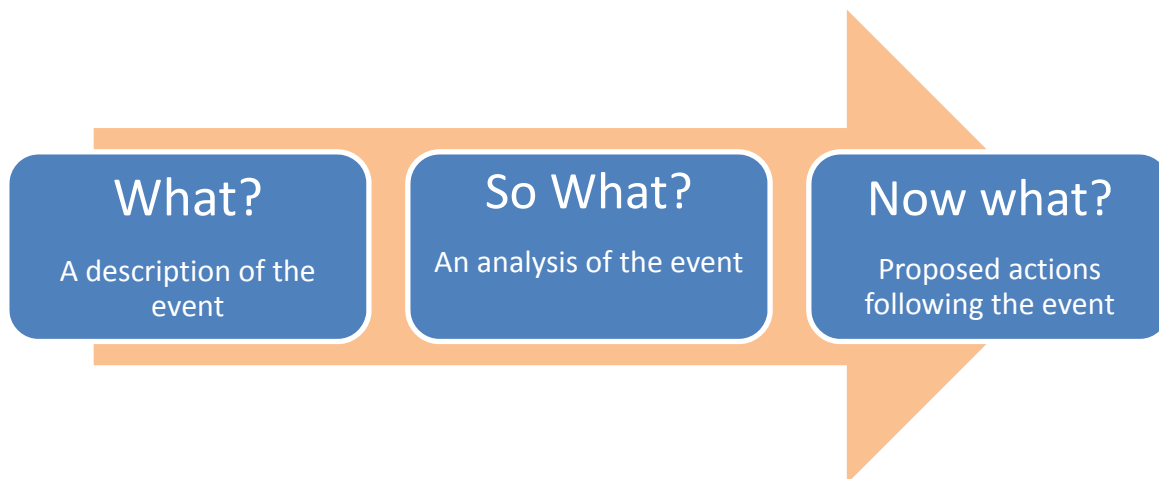 What?
A description of the
event
So What?
An analysis of the event
Now what?
Proposed actions
following the event